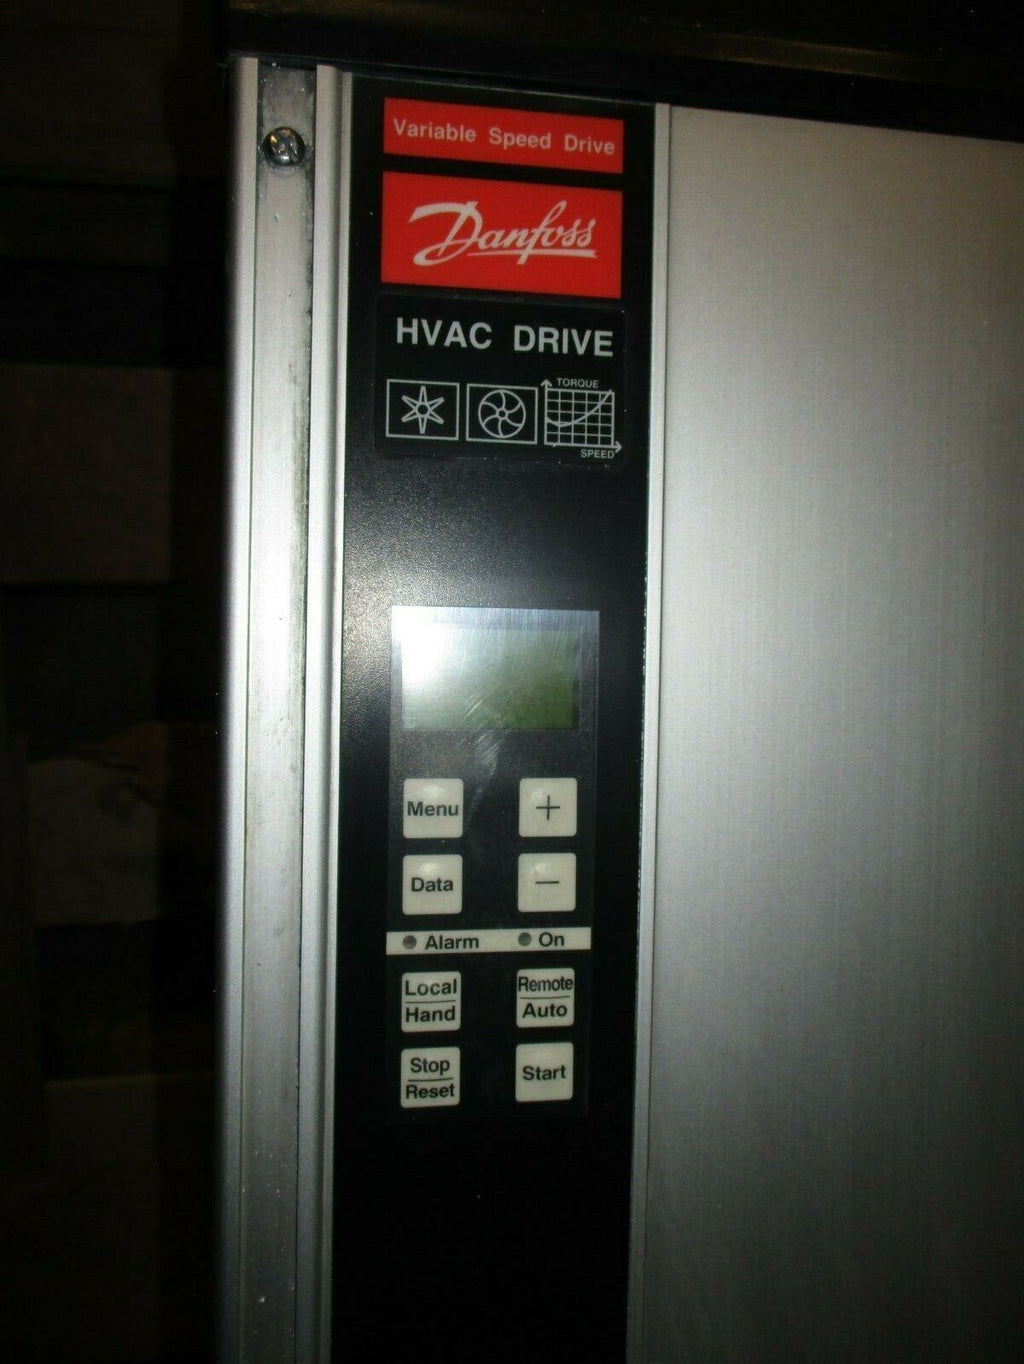 Variable Speed Drive
Danfoss
HVAC DRIVE
TORQUE
SPEED
Menu
+
Data
−
Alarm
On
Local
Hand
Remote
Auto
Stop
Reset
Start